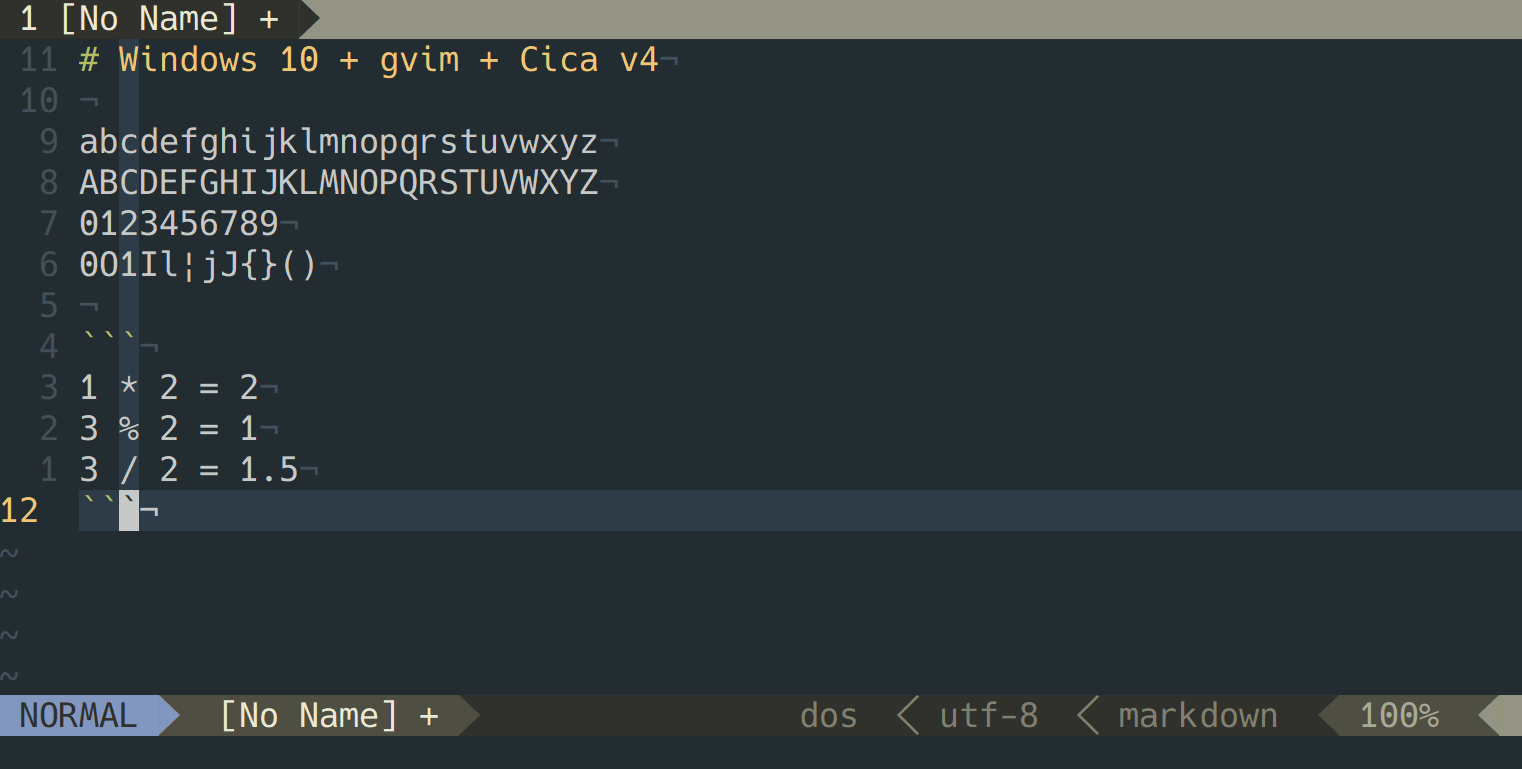 1 [No Name] +
11 # Windows 10 + gvim + Cica v4¬
10 ¬
9 abcdefghijklmnopqrstuvwxyz¬
8 ABCDEFGHIJKLMNOPQRSTUVWXYZ¬
7 0123456789¬
6 0O1Il¦jJ{}()¬
5 ¬
4 ```¬
3 1 * 2 = 2¬
2 3 % 2 = 1¬
1 3 / 2 = 1.5¬
12 ```¬
~
~
~
~
NORMAL [No Name] + dos utf-8 markdown 100%